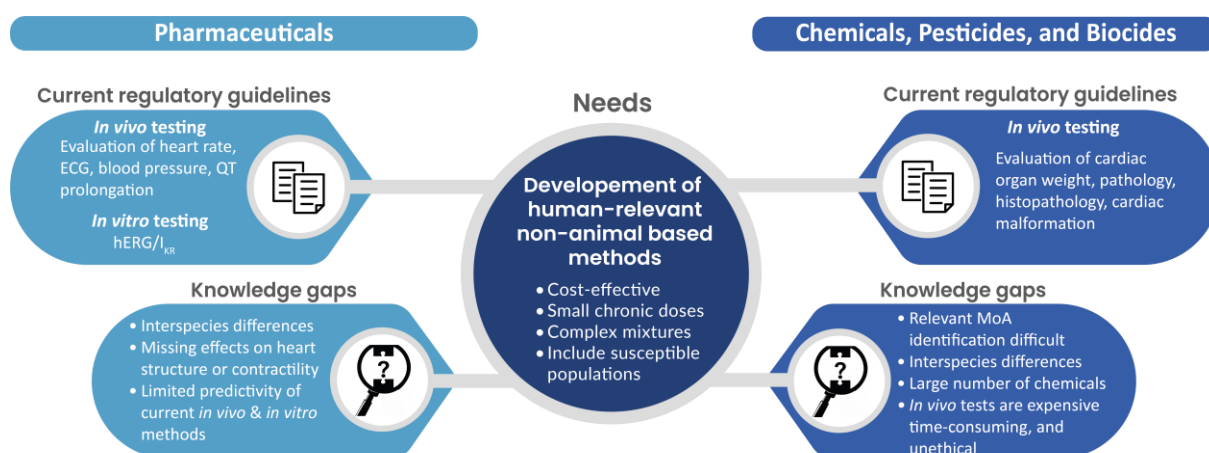 Pharmaceuticals
Current regulatory guidelines
In vivo testing
Evaluation of heart rate,
ECG, blood pressure, QT
prolongation
In vitro testing
hERG/I_KR
Knowledge gaps
• Interspecies differences
• Missing effects on heart
structure or contractility
• Limited predictivity of
current in vivo & in vitro
methods
?
Needs
Developement of
human-relevant
non-animal based
methods
• Cost-effective
• Small chronic doses
• Complex mixtures
• Include susceptible
populations
Chemicals, Pesticides, and Biocides
Current regulatory guidelines
In vivo testing
Evaluation of cardiac
organ weight, pathology,
histopathology, cardiac
malformation
Knowledge gaps
?
• Relevant MoA
identification difficult
• Interspecies differences
• Large number of chemicals
• In vivo tests are expensive
time-consuming, and
unethical